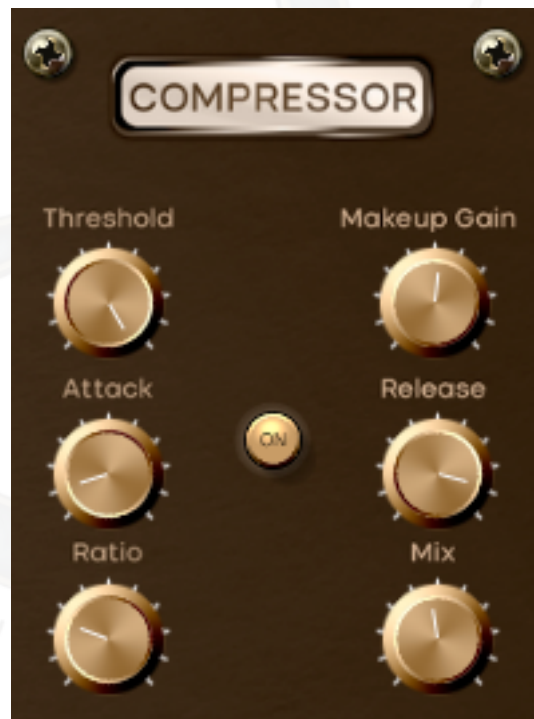 COMPRESSOR
Threshold
Makeup Gain
Attack
Release
ON
Ratio
Mix